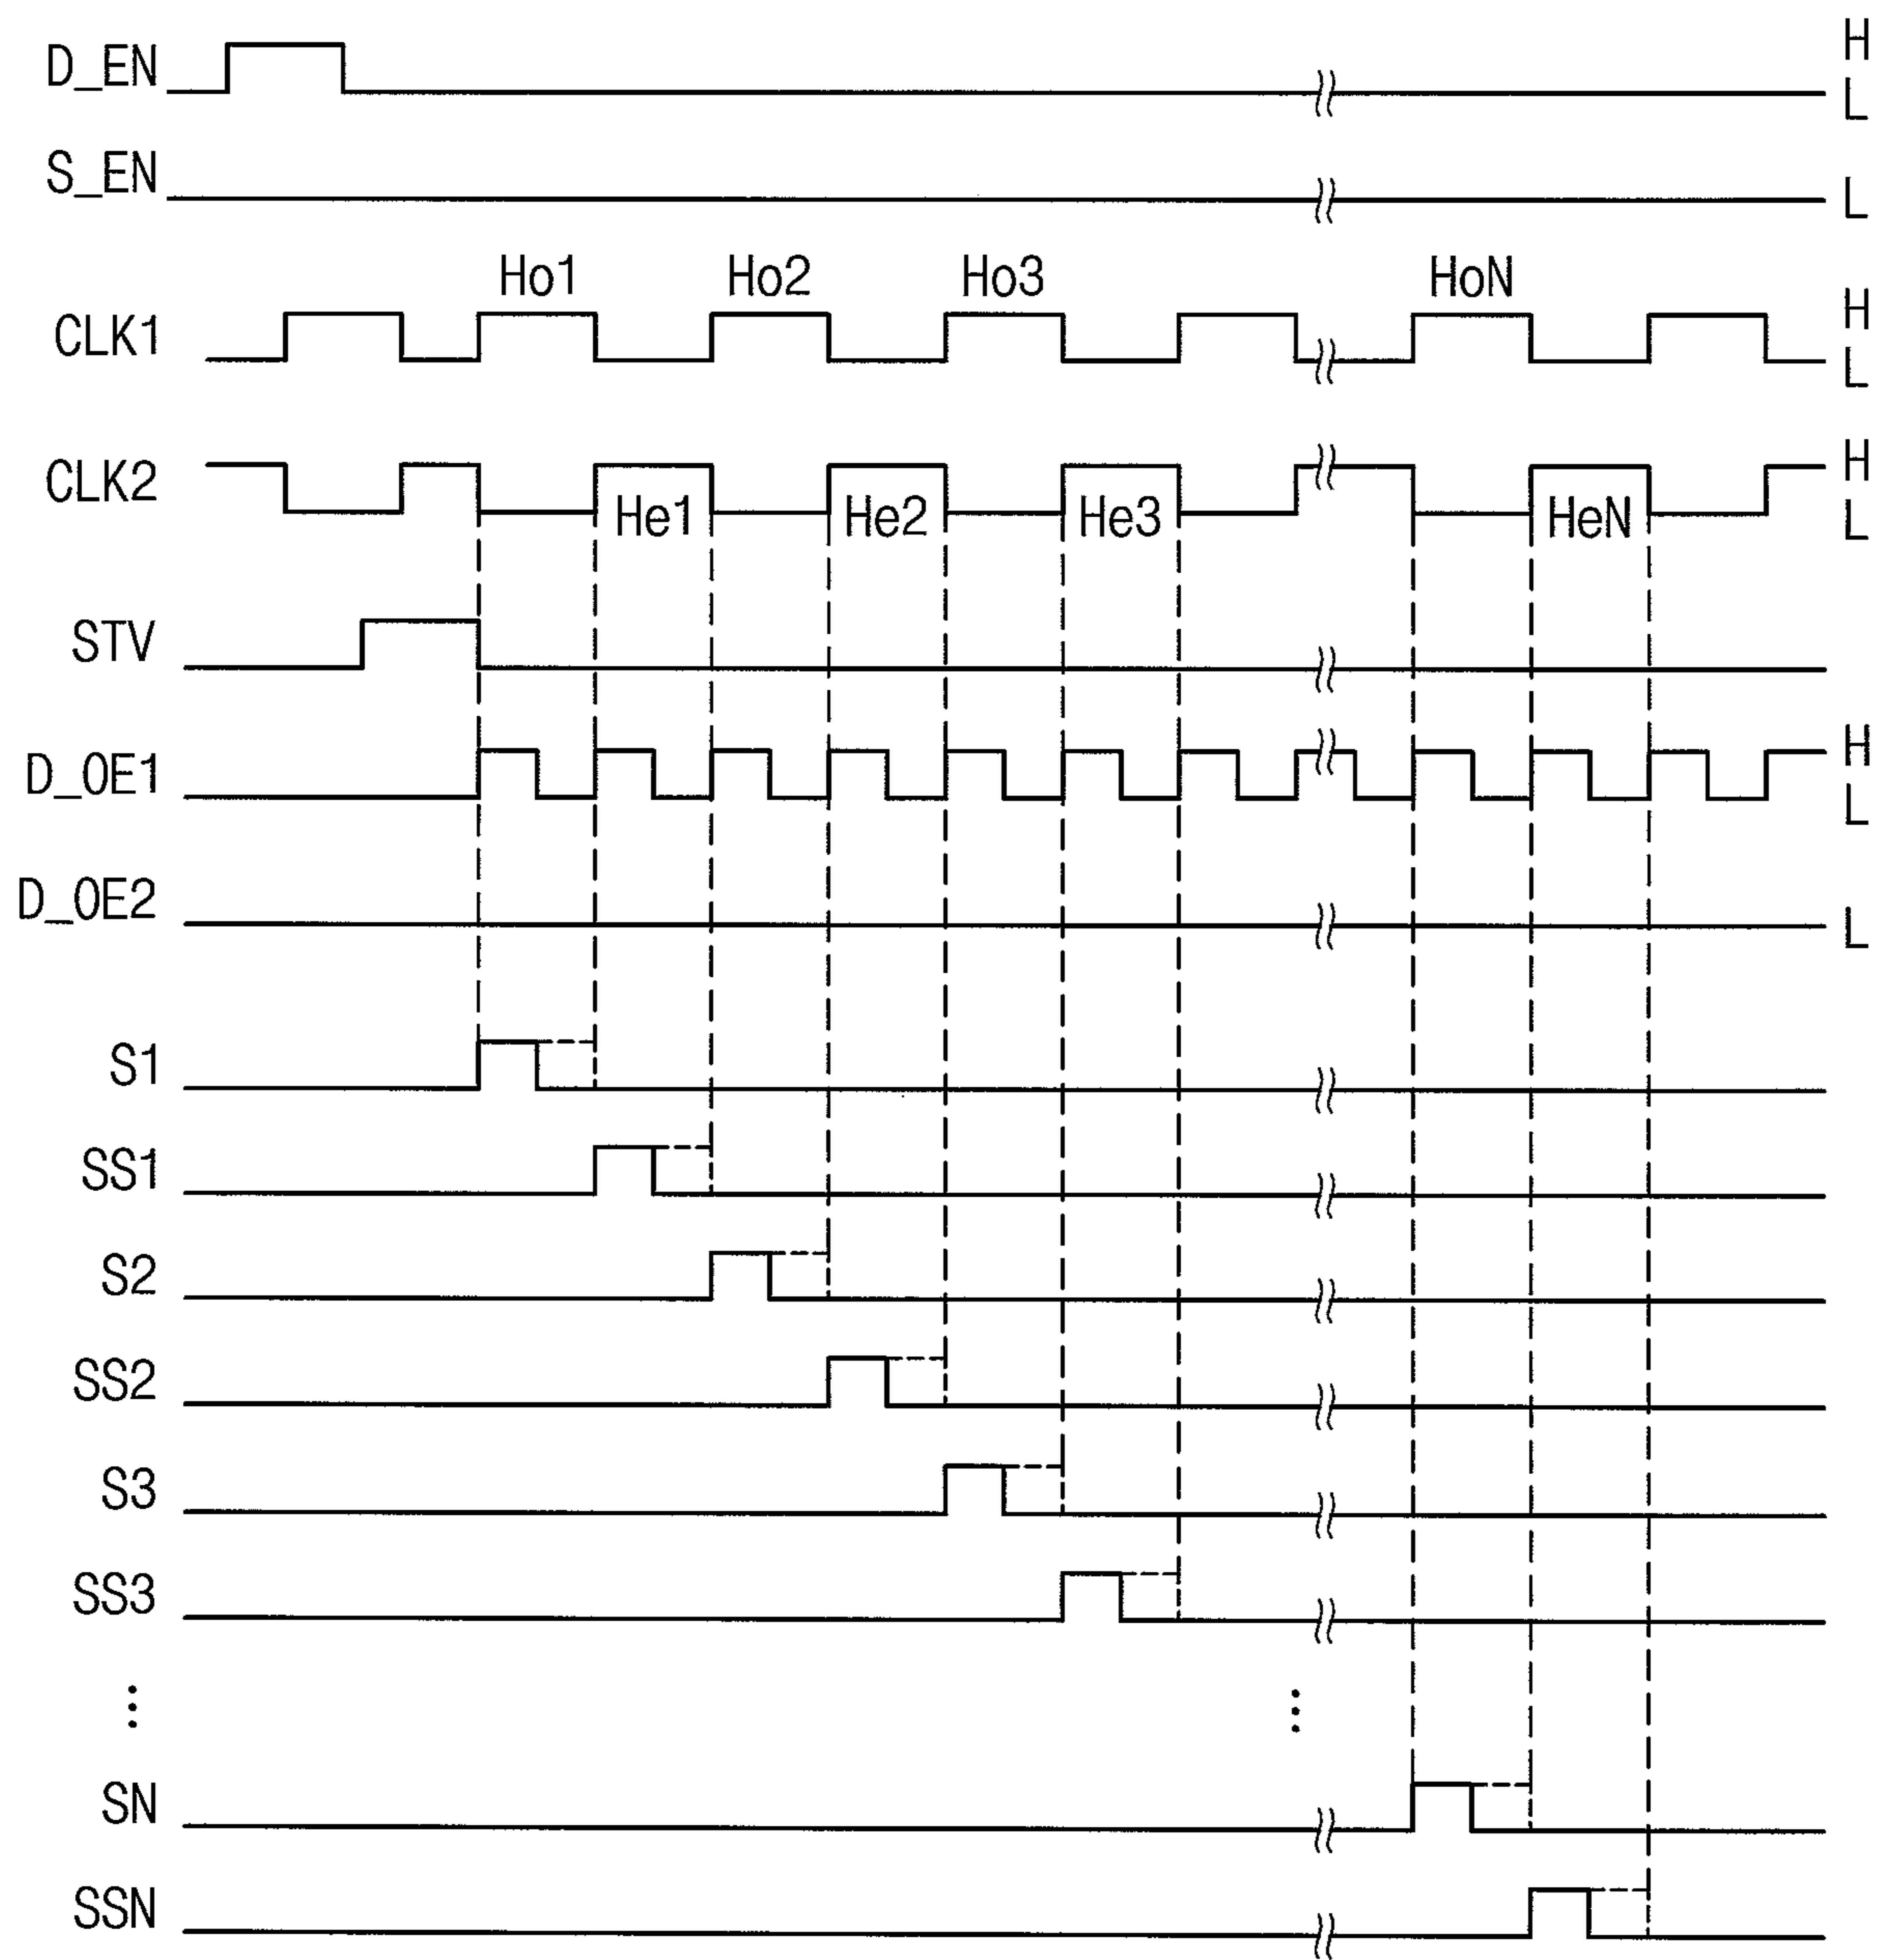 D_EN H
L
S_EN L
Ho1 Ho2 Ho3 HoN
CLK1 H
L
CLK2 H
L
He1 He2 He3 HeN
STV
D_OE1 H
L
D_OE2 L
S1
SS1
S2
SS2
S3
SS3
⋮ ⋮
SN
SSN